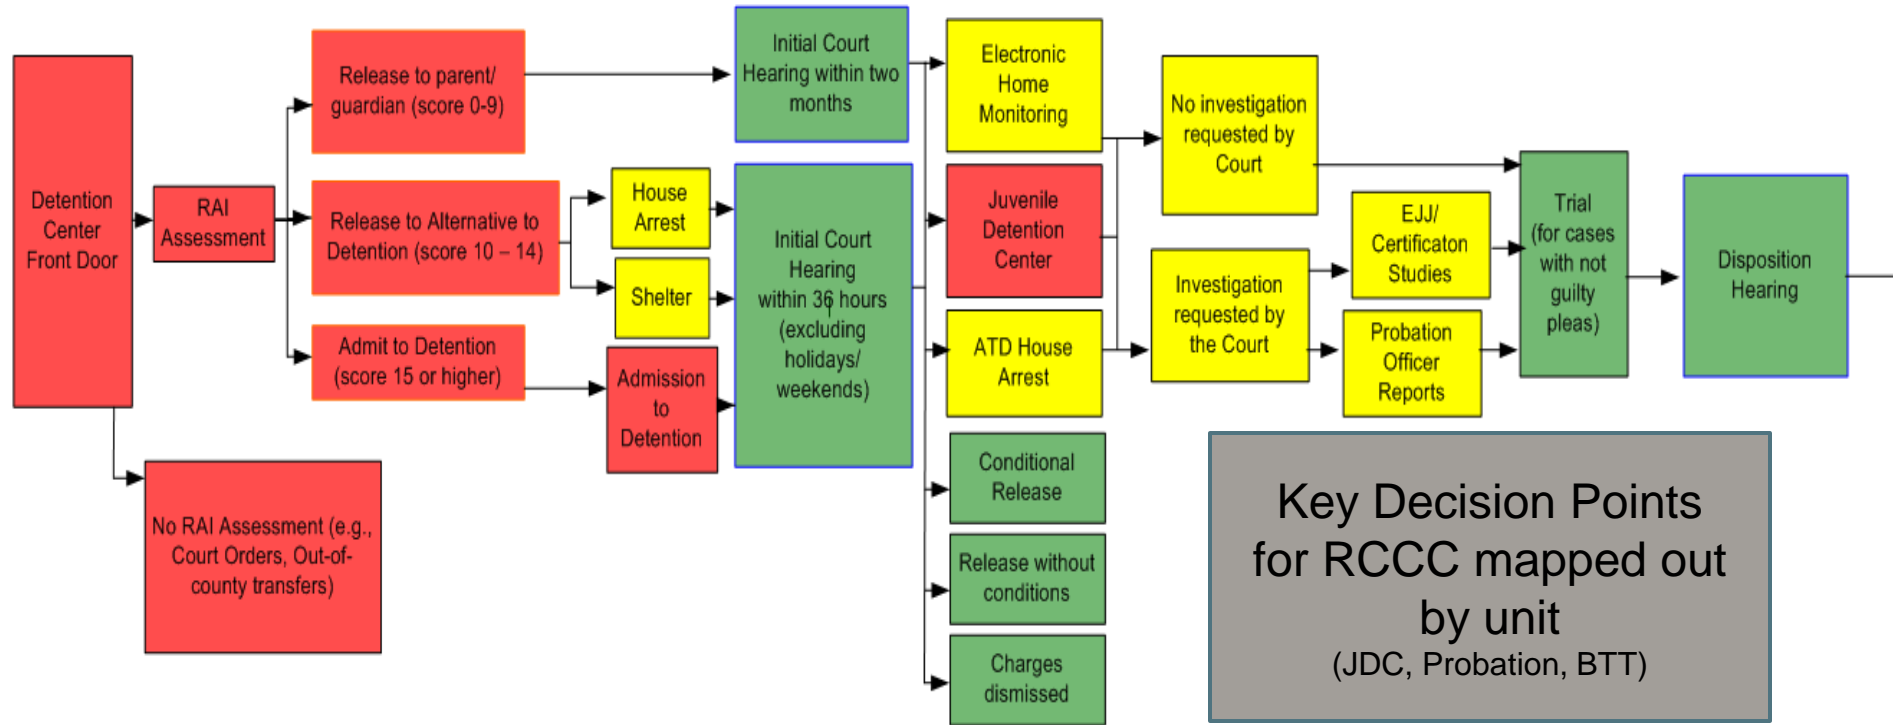 Detention
Center
Front Door
RAI
Assessment
No RAI Assessment (e.g.,
Court Orders, Out-of-
county transfers)
Release to parent/
guardian (score 0-9)
Release to Alternative to
Detention (score 10 – 14)
Admit to Detention
(score 15 or higher)
House
Arrest
Shelter
Admission
to
Detention
Initial Court
Hearing within two
months
Initial Court
Hearing
within 36 hours
(excluding
holidays/
weekends)
Electronic
Home
Monitoring
Juvenile
Detention
Center
ATD House
Arrest
Conditional
Release
Release without
conditions
Charges
dismissed
No investigation
requested by
Court
Investigation
requested by
the Court
EJJ/
Certificaton
Studies
Probation
Officer
Reports
Trial
(for cases
with not
guilty
pleas)
Disposition
Hearing
Key Decision Points
for RCCC mapped out
by unit
(JDC, Probation, BTT)